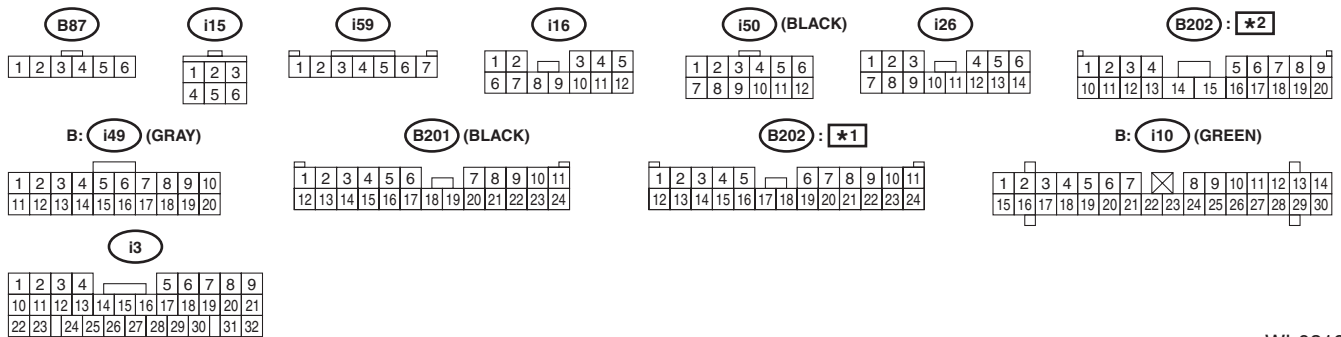 B87
i15
i59
i16
i50 (BLACK)
i26
B202 : *2
1 2 3 4 5 6
1 2 3
4 5 6
1 2 3 4 5 6 7
1 2 3 4 5
6 7 8 9 10 11 12
1 2 3 4 5 6
7 8 9 10 11 12
1 2 3 4 5 6
7 8 9 10 11 12 13 14
1 2 3 4 5 6 7 8 9
10 11 12 13 14 15 16 17 18 19 20
B: i49 (GRAY)
B201 (BLACK)
B202 : *1
B: i10 (GREEN)
1 2 3 4 5 6 7 8 9 10
11 12 13 14 15 16 17 18 19 20
1 2 3 4 5 6 7 8 9 10 11
12 13 14 15 16 17 18 19 20 21 22 23 24
1 2 3 4 5 6 7 8 9 10 11
12 13 14 15 16 17 18 19 20 21 22 23 24
1 2 3 4 5 6 7 8 9 10 11 12 13 14
15 16 17 18 19 20 21 22 23 24 25 26 27 28 29 30
i3
1 2 3 4 5 6 7 8 9
10 11 12 13 14 15 16 17 18 19 20 21
22 23 24 25 26 27 28 29 30 31 32